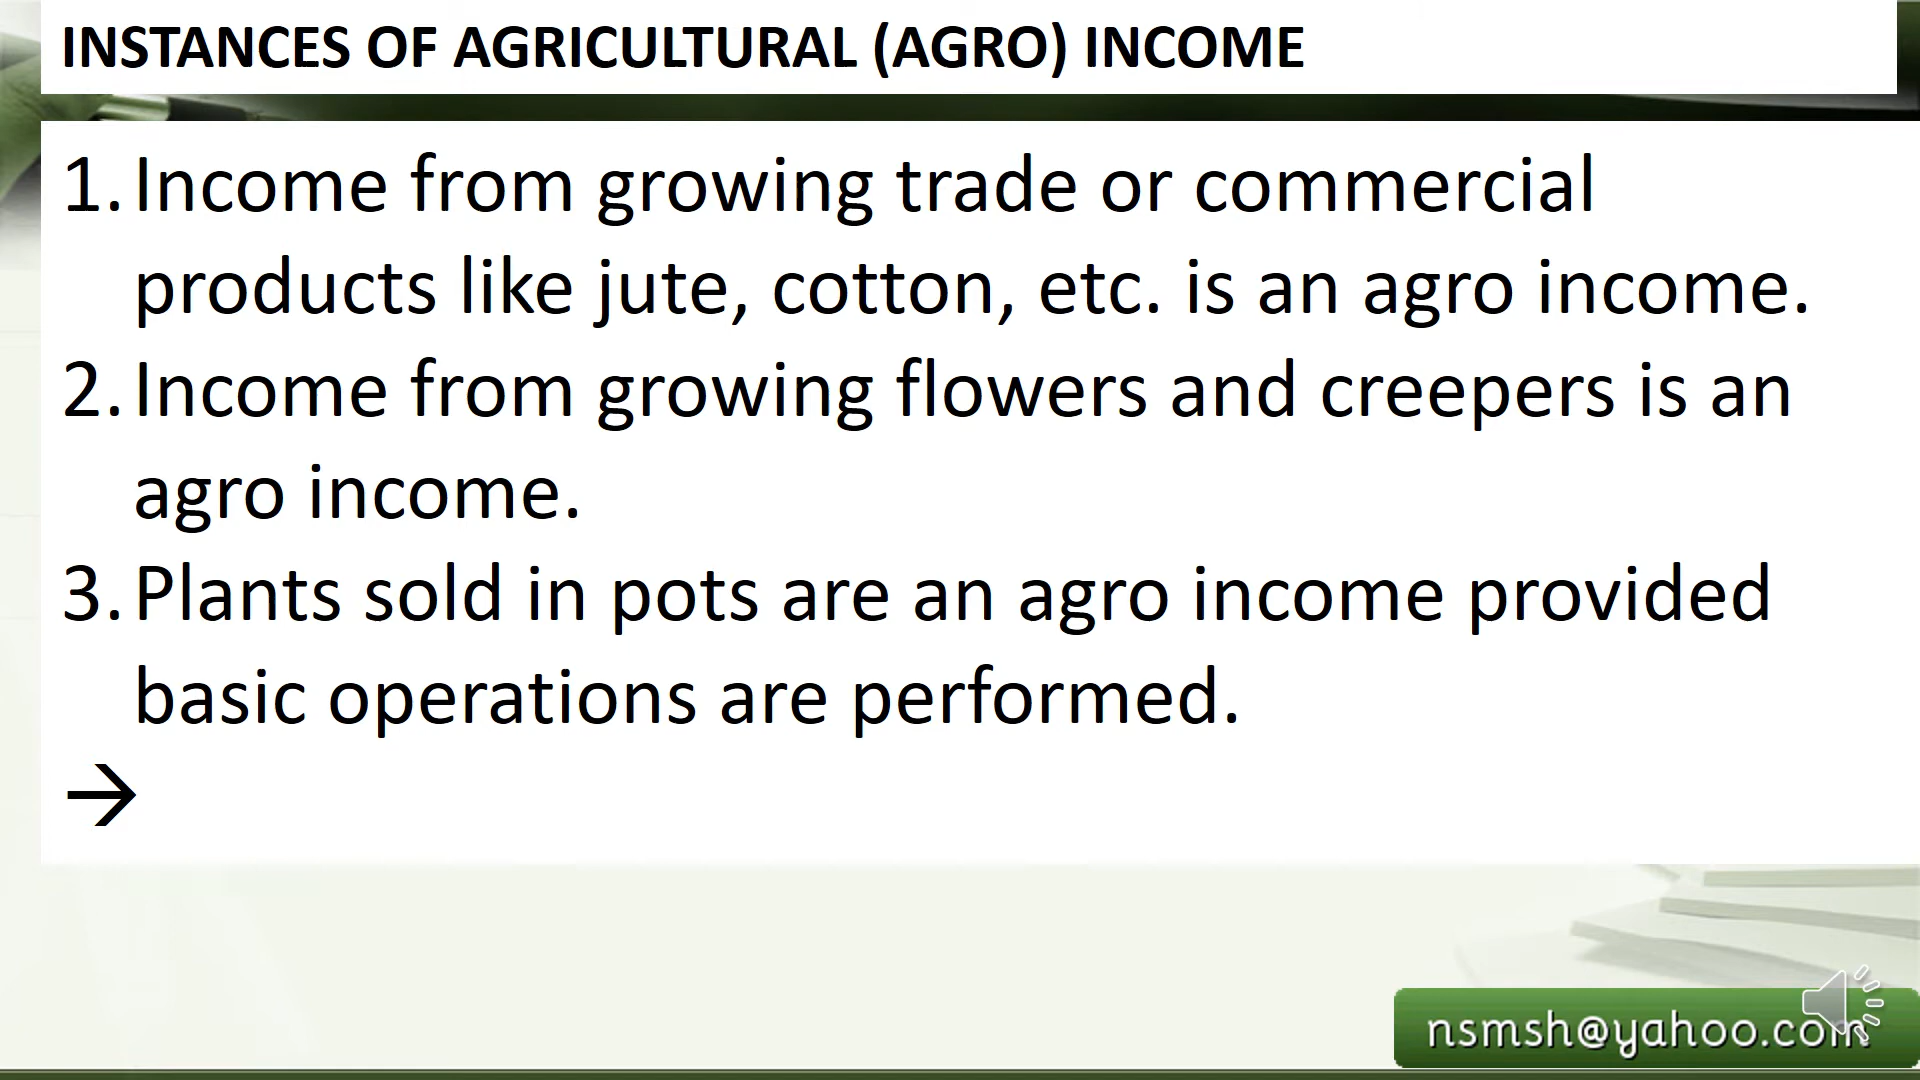 INSTANCES OF AGRICULTURAL (AGRO) INCOME
1. Income from growing trade or commercial
products like jute, cotton, etc. is an agro income.
2. Income from growing flowers and creepers is an
agro income.
3. Plants sold in pots are an agro income provided
basic operations are performed.
→
nsmsh@yahoo.com